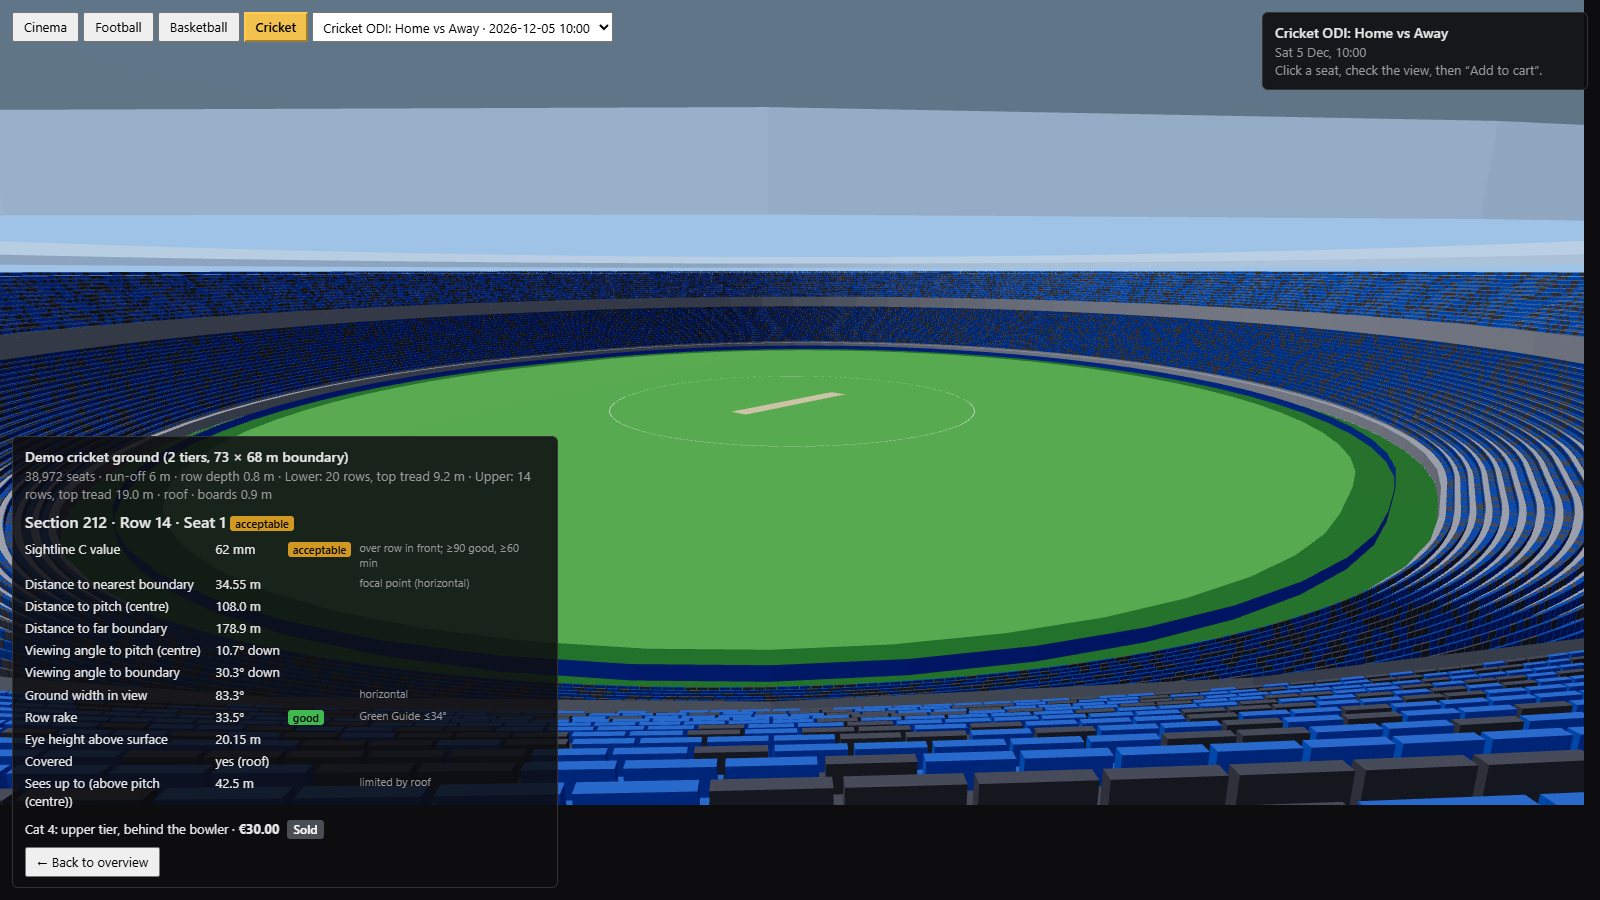 Cinema Football Basketball Cricket Cricket ODI: Home vs Away · 2026-12-05 10:00
Cricket ODI: Home vs Away
Sat 5 Dec, 10:00
Click a seat, check the view, then “Add to cart”.
Demo cricket ground (2 tiers, 73 × 68 m boundary)
38,972 seats · run-off 6 m · row depth 0.8 m · Lower: 20 rows, top tread 9.2 m · Upper: 14
rows, top tread 19.0 m · roof · boards 0.9 m
Section 212 · Row 14 · Seat 1 acceptable
Sightline C value 62 mm acceptable over row in front; ≥90 good, ≥60
min
Distance to nearest boundary 34.55 m focal point (horizontal)
Distance to pitch (centre) 108.0 m
Distance to far boundary 178.9 m
Viewing angle to pitch (centre) 10.7° down
Viewing angle to boundary 30.3° down
Ground width in view 83.3° horizontal
Row rake 33.5° good Green Guide ≤34°
Eye height above surface 20.15 m
Covered yes (roof)
Sees up to (above pitch 42.5 m limited by roof
(centre))
Cat 4: upper tier, behind the bowler · €30.00 Sold
← Back to overview